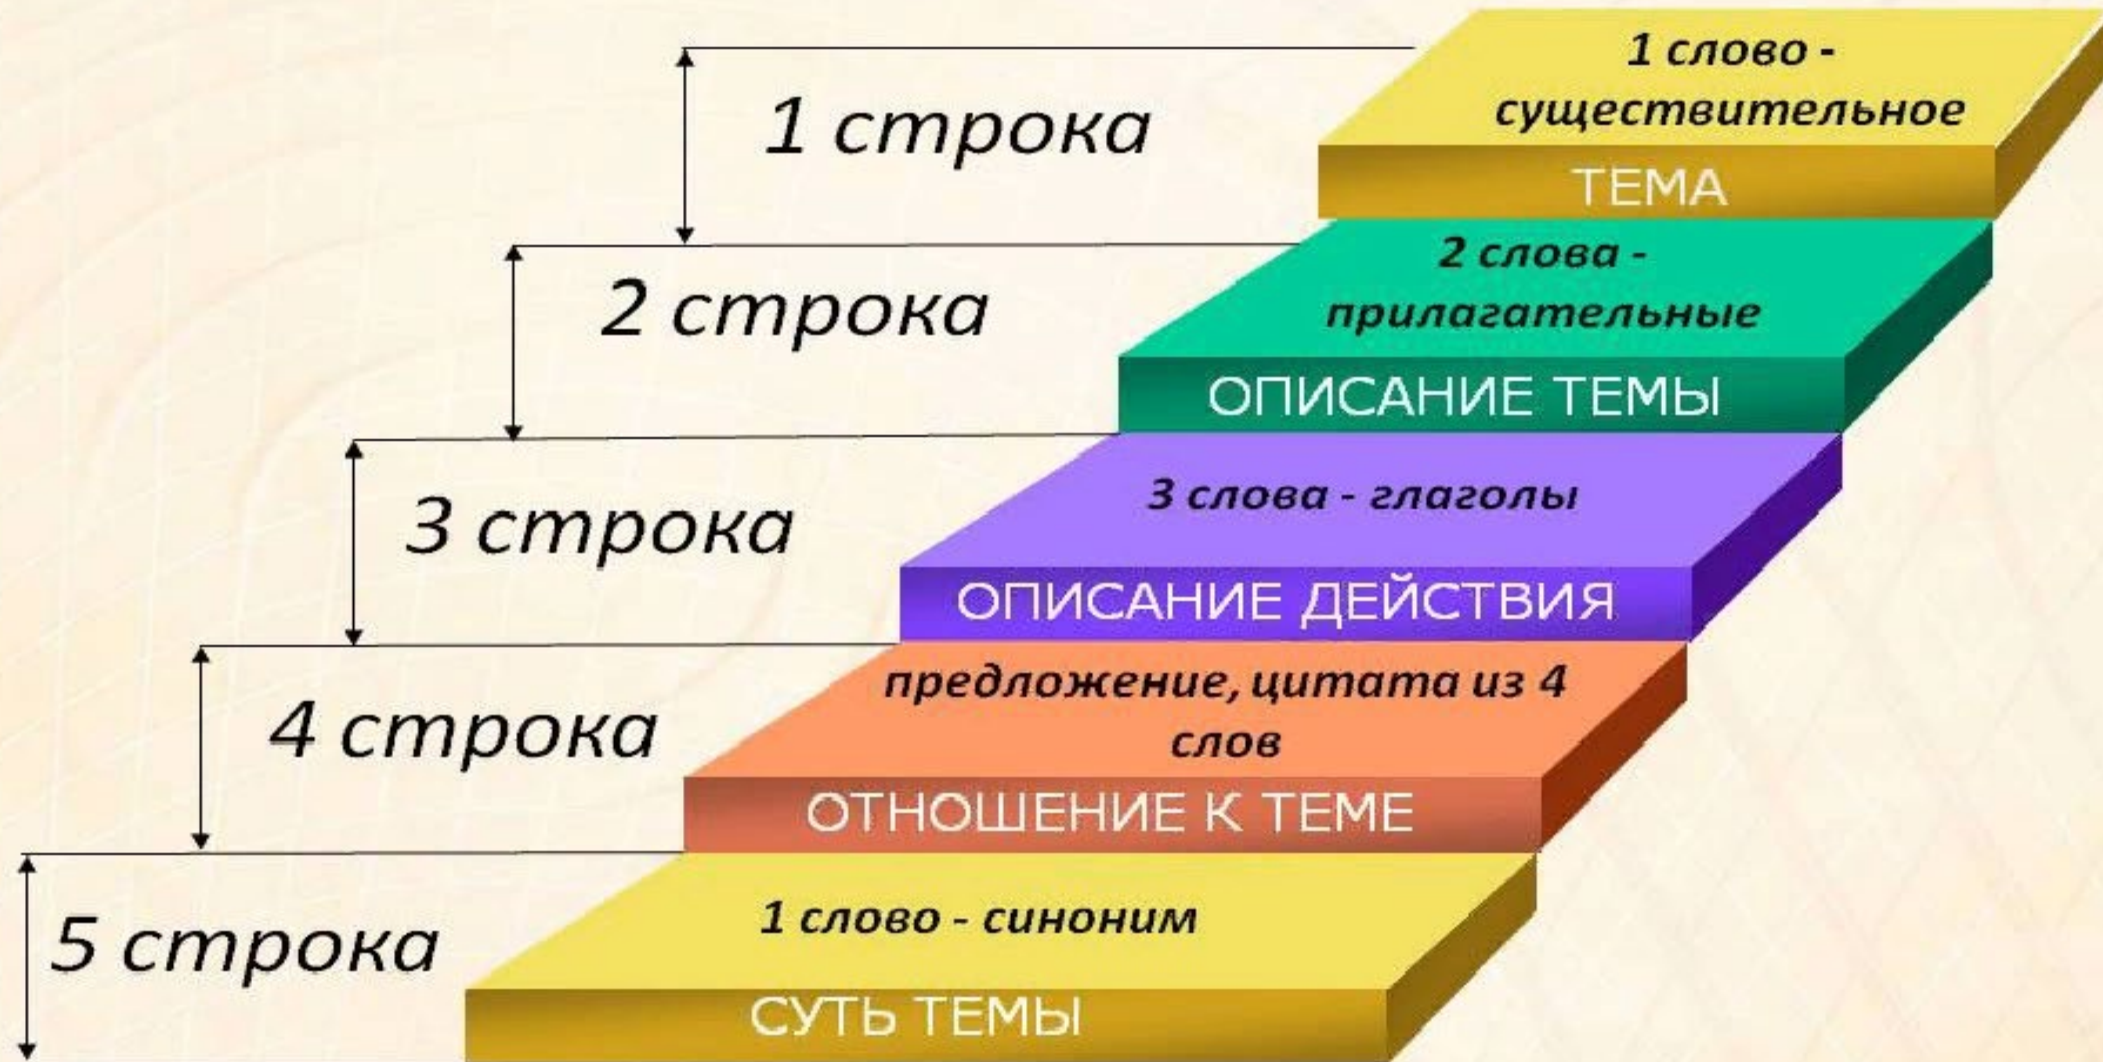 1 строка
1 слово -
существительное
ТЕМА
2 строка
2 слова -
прилагательные
ОПИСАНИЕ ТЕМЫ
3 строка
3 слова - глаголы
ОПИСАНИЕ ДЕЙСТВИЯ
4 строка
предложение, цитата из 4
слов
ОТНОШЕНИЕ К ТЕМЕ
5 строка
1 слово - синоним
СУТЬ ТЕМЫ